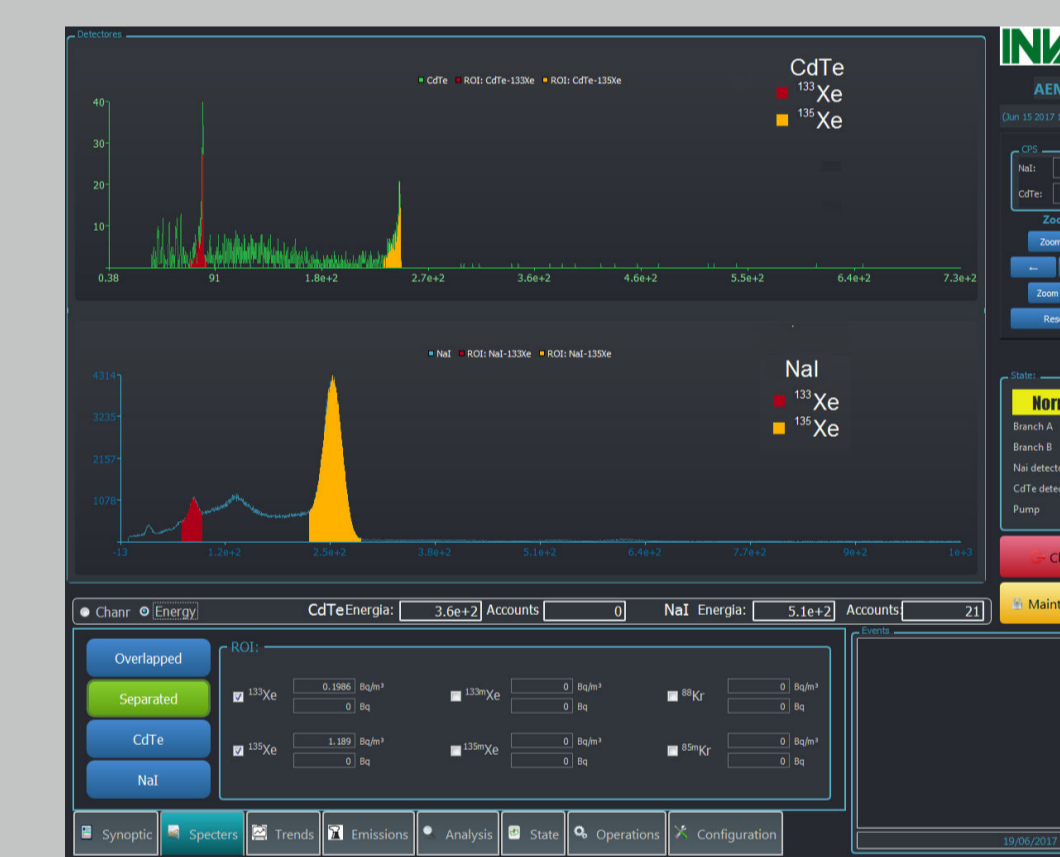 Detectores
CdTe ROI: CdTe-133Xe ROI: CdTe-135Xe
CdTe
133Xe
135Xe
40
30
20
10
0.38 91 1.8e+2 2.7e+2 3.6e+2 4.6e+2 5.5e+2 6.4e+2 7.3e+2
NaI ROI: NaI-133Xe ROI: NaI-135Xe
NaI
133Xe
135Xe
4314
3235
2157
1078
-13 1.2e+2 2.5e+2 3.8e+2 5.1e+2 6.4e+2 7.7e+2 9e+2 1e+3
Chanr Energy CdTe Energia: 3.6e+2 Accounts 0 NaI Energia: 5.1e+2 Accounts: 21
Overlapped
Separated
CdTe
NaI
ROI:
133Xe 0.1986 Bq/m³ 133mXe 0 Bq/m³ 88Kr 0 Bq/m³
0 Bq 0 Bq 0 Bq
135Xe 1.189 Bq/m³ 135mXe 0 Bq/m³ 85mKr 0 Bq/m³
0 Bq 0 Bq 0 Bq
Synoptic Specters Trends Emissions Analysis State Operations Configuration
(Jun 15 2017
CPS
NaI:
CdTe:
←
State:
Branch A
Branch B
Pump
Events
19/06/2017